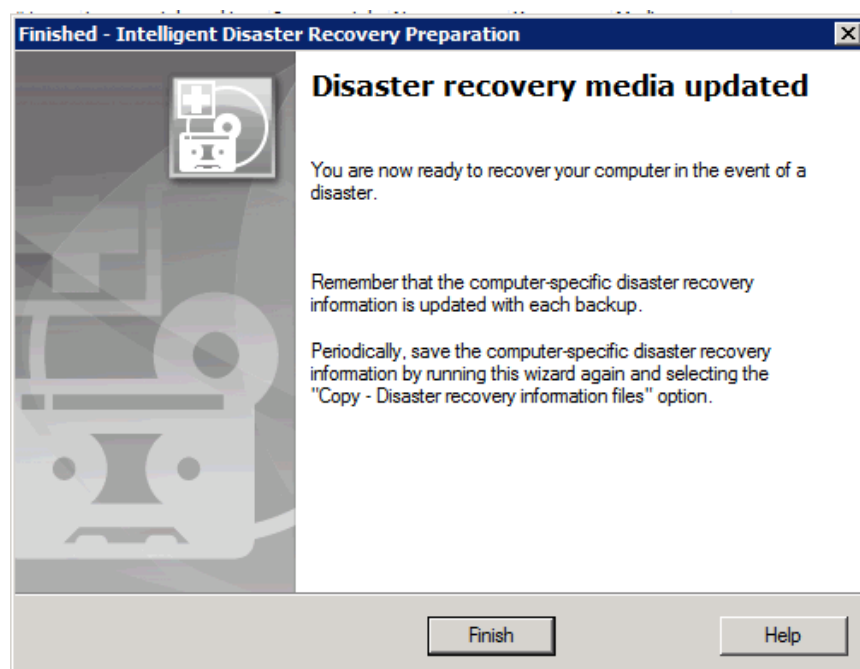 Finished - Intelligent Disaster Recovery Preparation
Disaster recovery media updated
You are now ready to recover your computer in the event of a
disaster.
Remember that the computer-specific disaster recovery
information is updated with each backup.
Periodically, save the computer-specific disaster recovery
information by running this wizard again and selecting the
"Copy - Disaster recovery information files" option.
Finish
Help